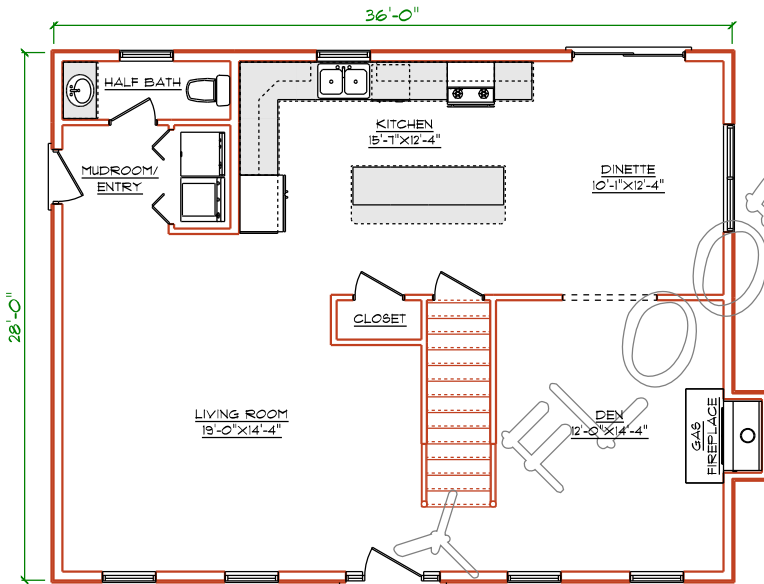 36'-0"
HALF BATH
KITCHEN
15'-7"X12'-4"
MUDROOM/
ENTRY
DINETTE
10'-1"X12'-4"
28'-0"
CLOSET
LIVING ROOM
19'-0"X14'-4"
DEN
12'-0"X14'-4"
GAS
FIREPLACE